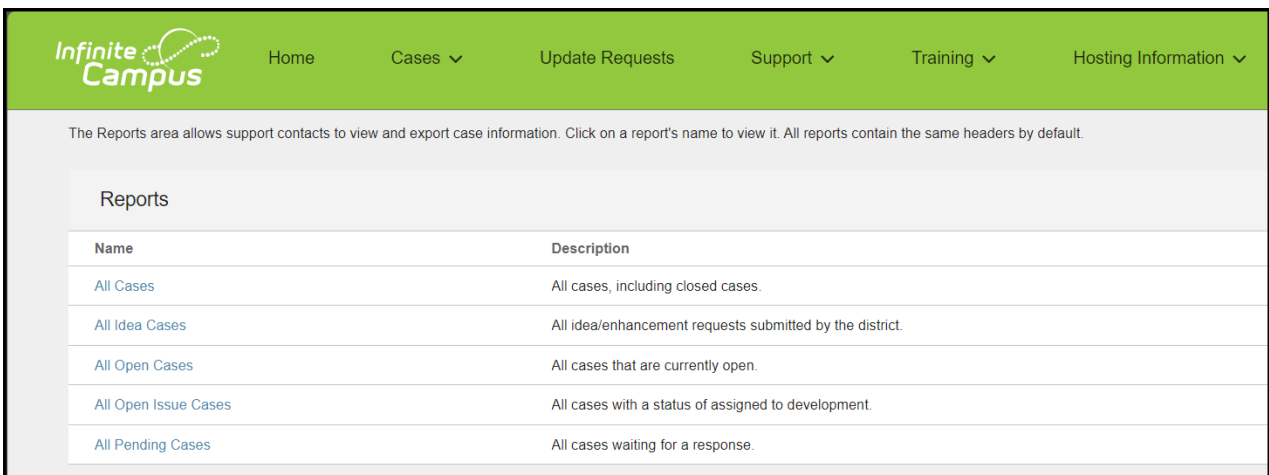 Infinite
Campus
Home Cases Update Requests Support Training Hosting Information
The Reports area allows support contacts to view and export case information. Click on a report's name to view it. All reports contain the same headers by default.
Reports
Name Description
All Cases All cases, including closed cases.
All Idea Cases All idea/enhancement requests submitted by the district.
All Open Cases All cases that are currently open.
All Open Issue Cases All cases with a status of assigned to development.
All Pending Cases All cases waiting for a response.